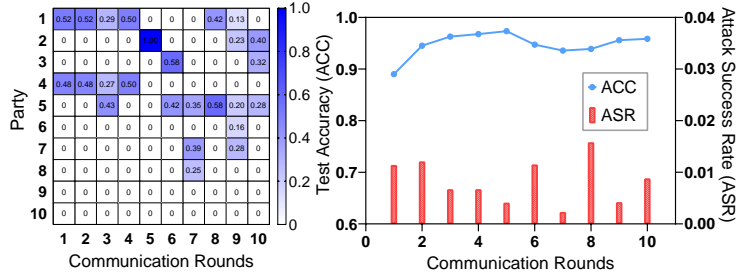 Party
1 0.52 0.52 0.29 0.50 0 0 0 0.42 0.13 0
2 0 0 0 0 1.00 0 0 0 0.23 0.40
3 0 0 0 0 0 0.58 0 0 0 0.32
4 0.48 0.48 0.27 0.50 0 0 0 0 0 0
5 0 0 0.43 0 0 0.42 0.35 0.58 0.20 0.28
6 0 0 0 0 0 0 0 0 0.16 0
7 0 0 0 0 0 0 0.39 0 0.28 0
8 0 0 0 0 0 0 0.25 0 0 0
9 0 0 0 0 0 0 0 0 0 0
10 0 0 0 0 0 0 0 0 0 0
1 2 3 4 5 6 7 8 9 10
Communication Rounds
1.0
0.8
0.6
0.4
0.2
0
Test Accuracy (ACC)
1.0
0.9
0.8
0.7
0.6
ACC
ASR
0.04
0.03
0.02
0.01
0.00
Attack Success
Rate (ASR)
0 2 4 6 8 10
Communication Rounds